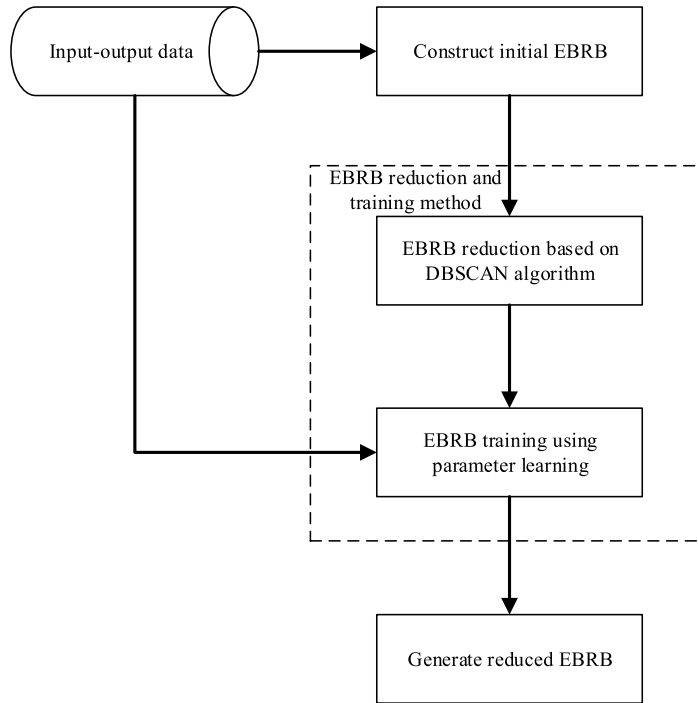 Input-output data
Construct initial EBRB
EBRB reduction and
training method
EBRB reduction based on
DBSCAN algorithm
EBRB training using
parameter learning
Generate reduced EBRB